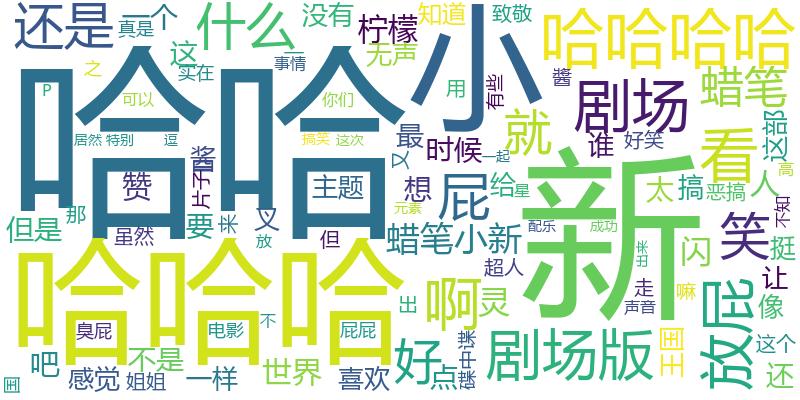 还是
真是
一个
什么
没有
柠檬
知道
致敬
小
哈哈哈哈
这
无声
之
实在
事情
有些
酱
蜡笔
哈哈
P
可以
你们
用
剧场
就
看
这部
居然
特别
逗
搞笑
这次
最
又
时候
一起
谁
好笑
高
酱
片子
赞
主题
想
屁
给
星
新
太
搞
恶搞
人
不知
那
但是
虽然
要
来
又
放
但
元素
蜡笔小新
配乐
成功
出来
笑
闪
挺
超人
哈哈哈
臭屁
电影
不
屁屁
出
啊
灵
走
声音
嘛
放屁
让
像
国
吧
不是
感觉
姐姐
一样
世界
喜欢
好
点
谍中谍
剧场版
王国
这个
还